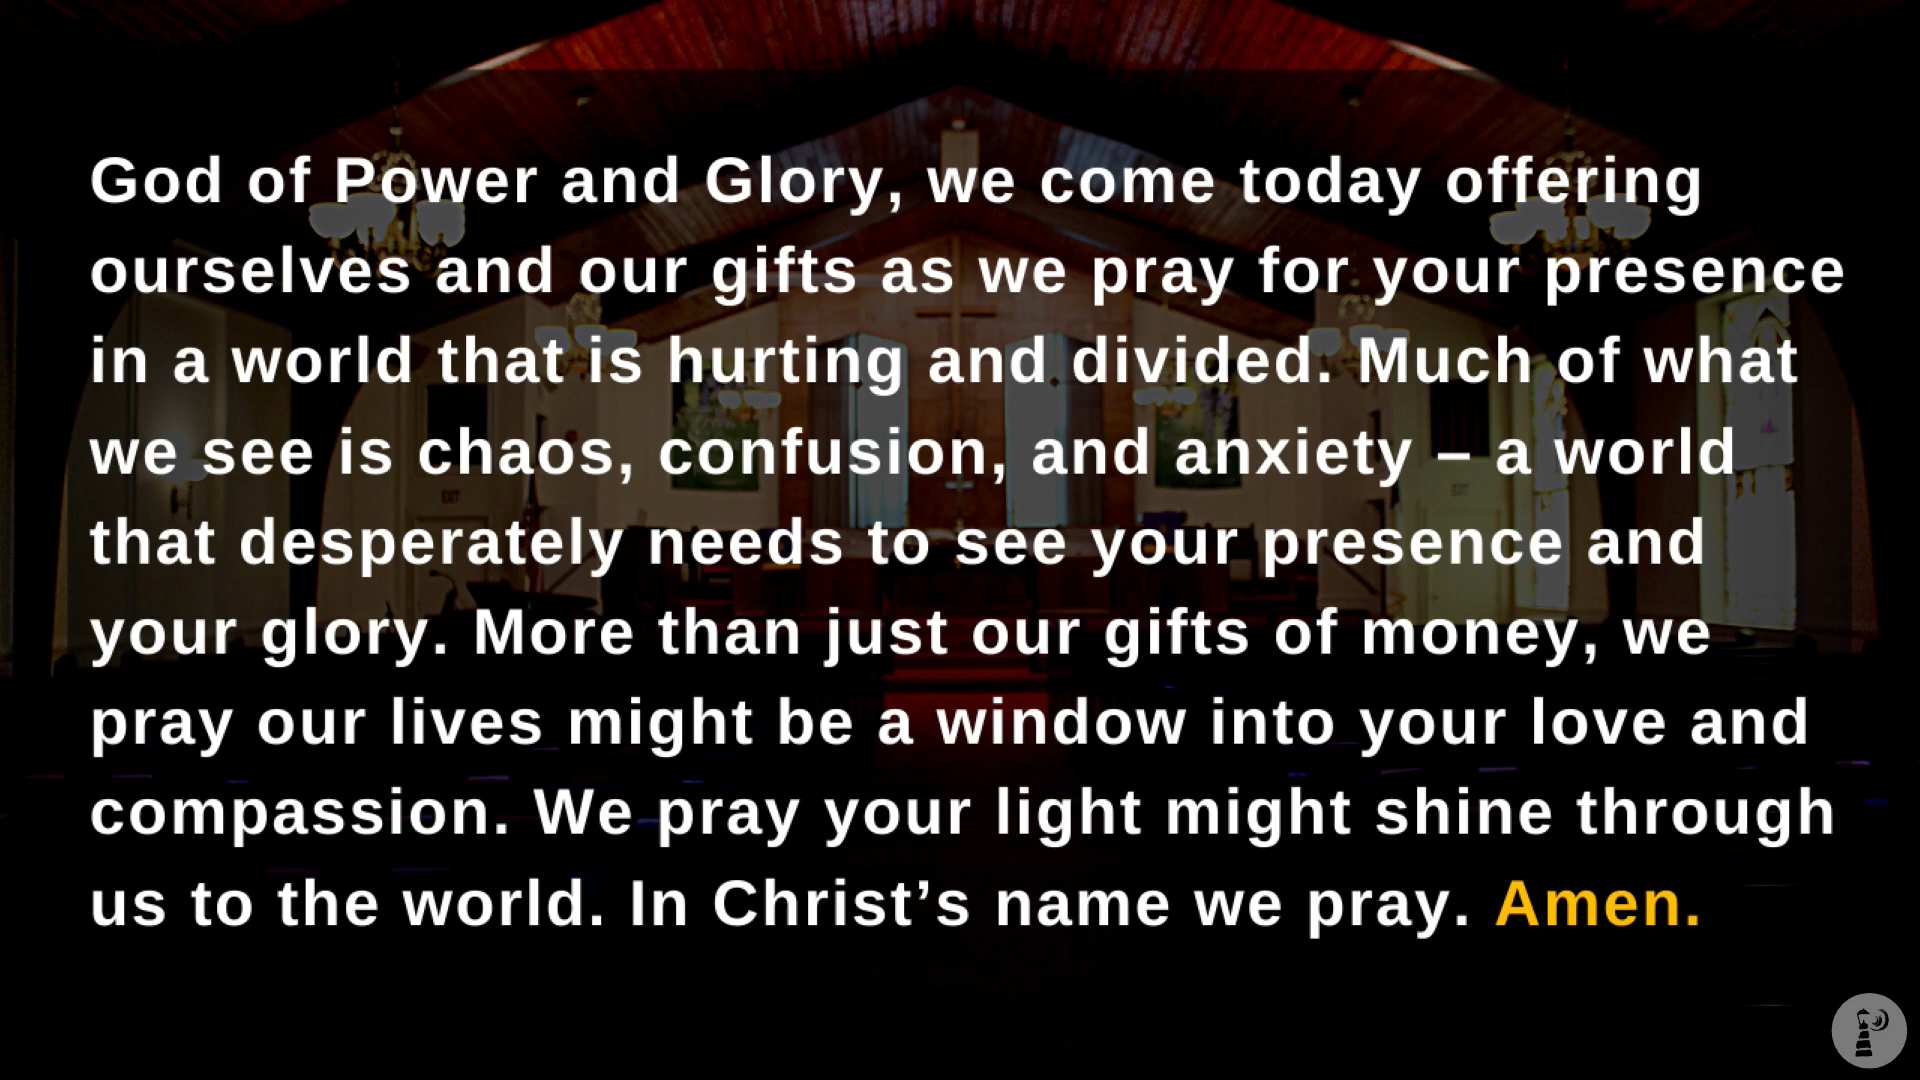 God of Power and Glory, we come today offering
ourselves and our gifts as we pray for your presence
in a world that is hurting and divided. Much of what
we see is chaos, confusion, and anxiety – a world
that desperately needs to see your presence and
your glory. More than just our gifts of money, we
pray our lives might be a window into your love and
compassion. We pray your light might shine through
us to the world. In Christ’s name we pray. Amen.
EXIT
EXIT